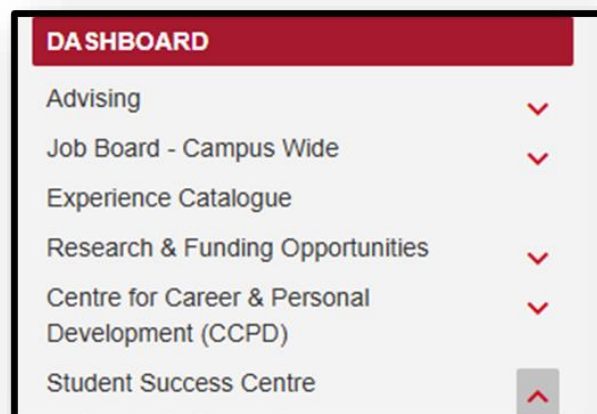 DASHBOARD
Advising
Job Board - Campus Wide
Experience Catalogue
Research & Funding Opportunities
Centre for Career & Personal
Development (CCPD)
Student Success Centre